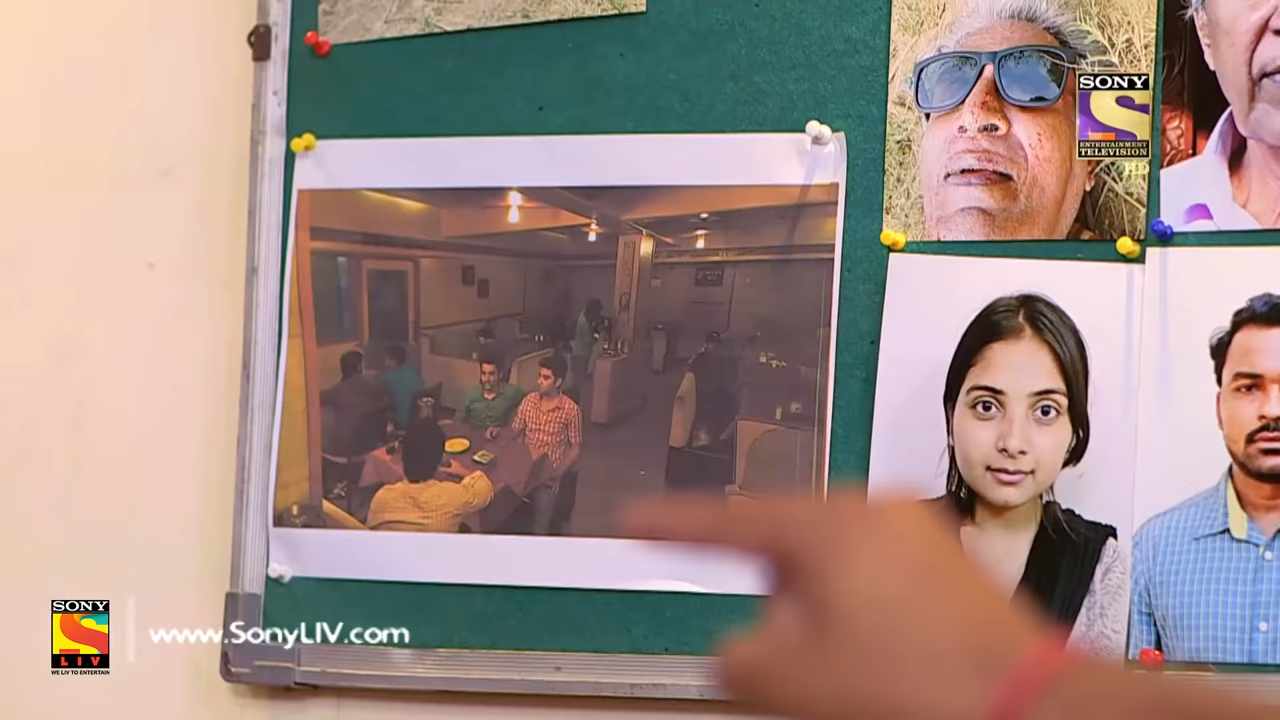 SONY
ENTERTAINMENT
TELEVISION
HD
SONY
LIV
WE LIV TO ENTERTAIN
www.SonyLIV.com